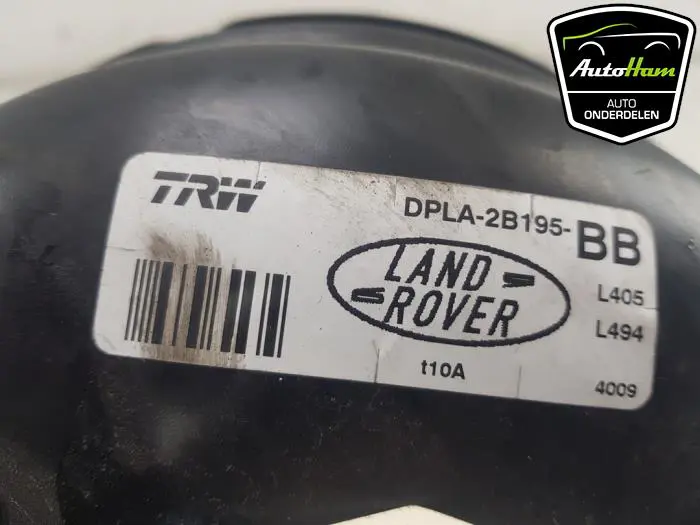 AutoHam
AUTO
ONDERDELEN
TRW
DPLA-2B195-BB
LAND
ROVER
L405
L494
t10A
4009